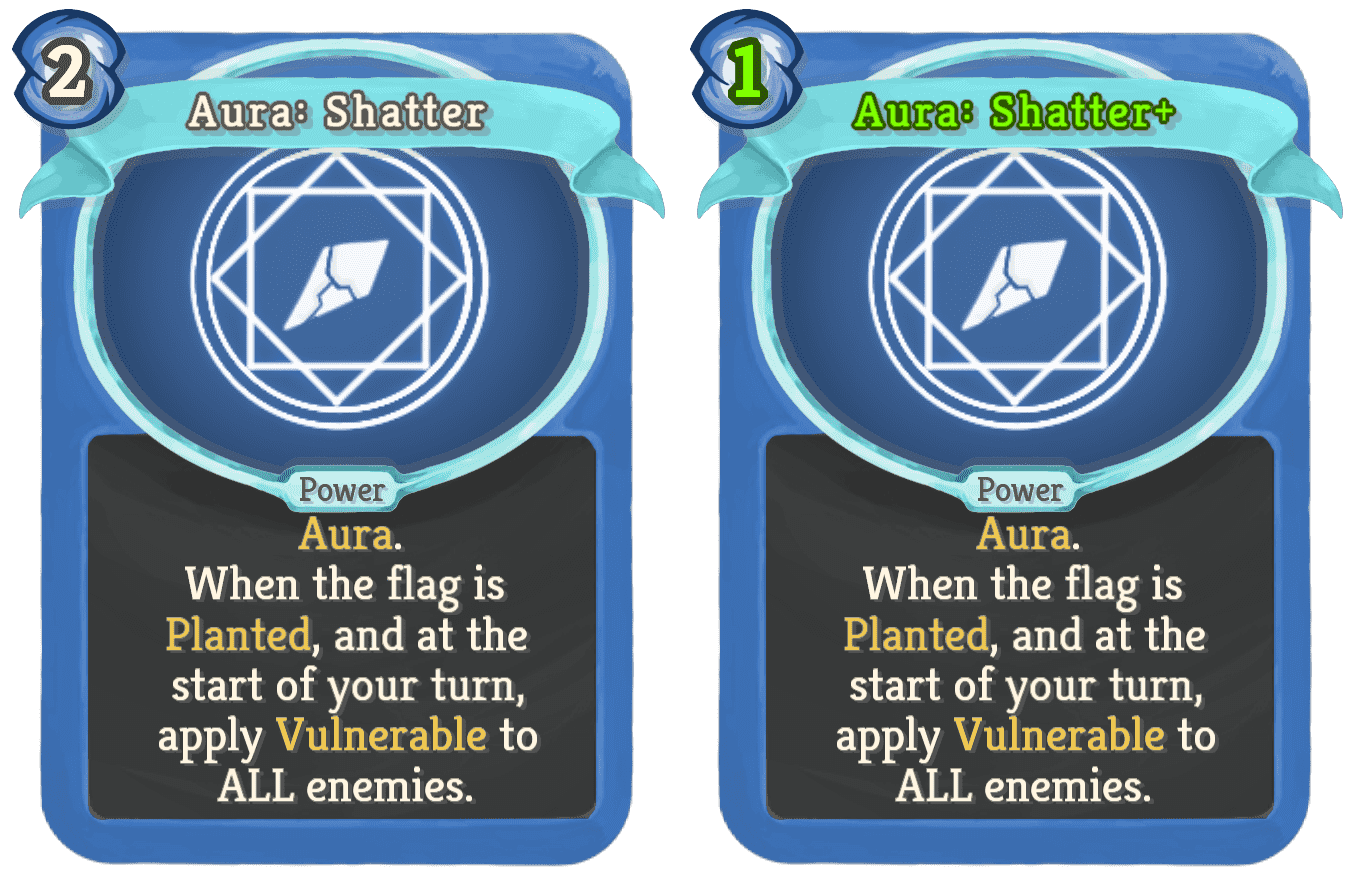 2
Aura: Shatter
Power
Aura.
When the flag is
Planted, and at the
start of your turn,
apply Vulnerable to
ALL enemies.
1
Aura: Shatter+
Power
Aura.
When the flag is
Planted, and at the
start of your turn,
apply Vulnerable to
ALL enemies.